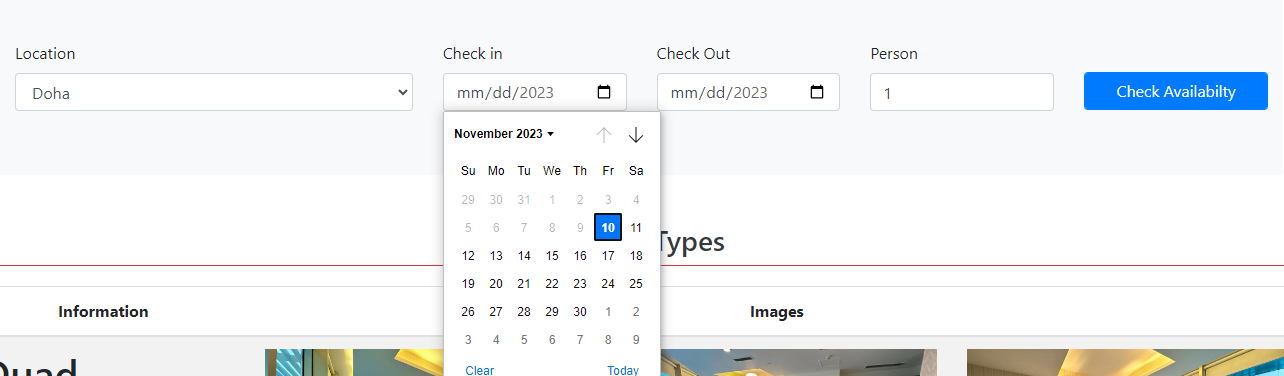 Location Check in Check Out Person
Doha mm/dd/2023 mm/dd/2023 1 Check Availabilty
November 2023
Su Mo Tu We Th Fr Sa
29 30 31 1 2 3 4
5 6 7 8 9 10 11
Types
12 13 14 15 16 17 18
19 20 21 22 23 24 25
Information 26 27 28 29 30 1 2 Images
3 4 5 6 7 8 9
Quad
Clear Today